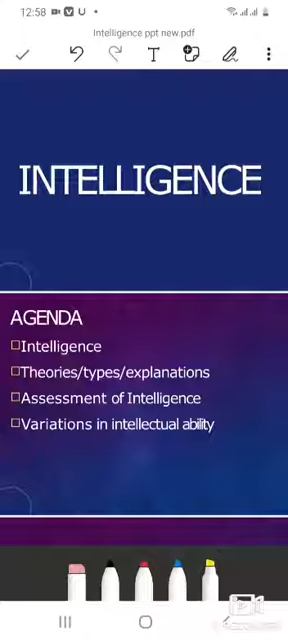 12:58
Intelligence ppt new.pdf
INTELLIGENCE
AGENDA
Intelligence
Theories/types/explanations
Assessment of Intelligence
Variations in intellectual ability